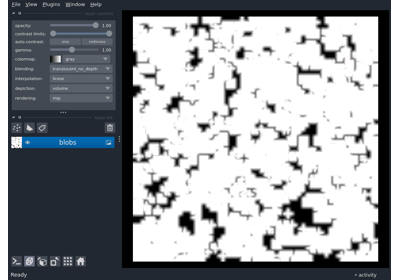 File View Plugins Window Help
opacity: 1.00
contrast limits:
auto-contrast: once continuous
gamma: 1.00
colormap: gray
blending: translucent_no_depth
interpolation: linear
depiction: volume
rendering: mip
blobs
Ready
activity